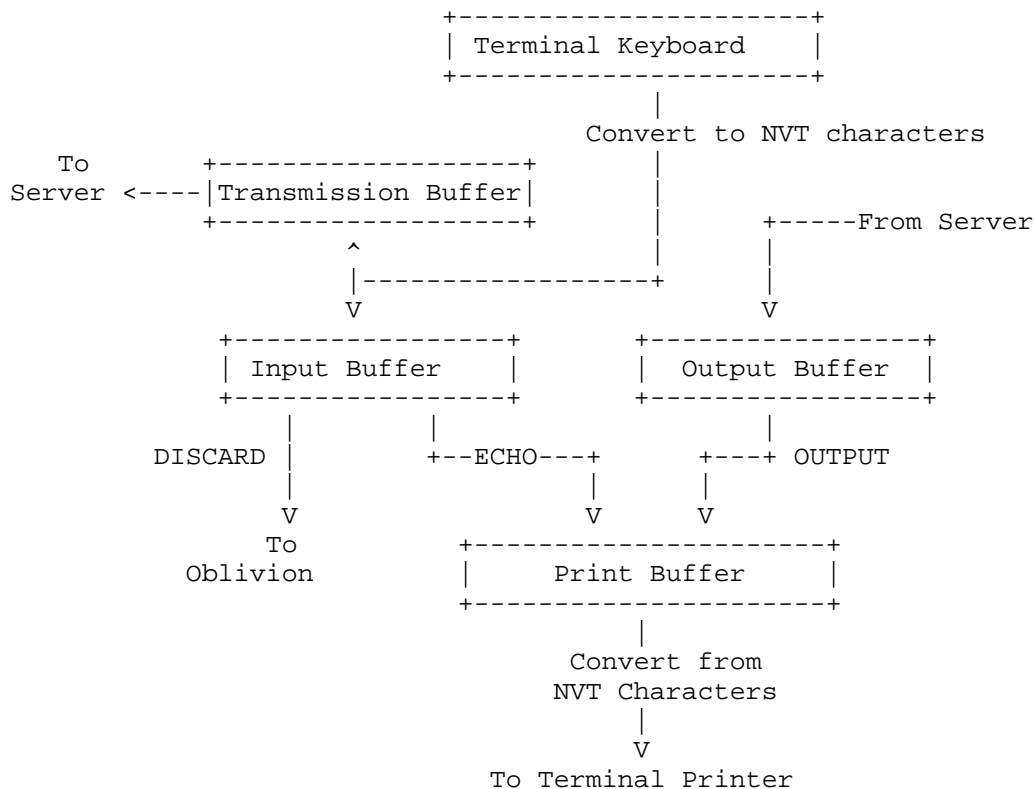 Terminal Keyboard
Convert to NVT characters
To
Server <----
Transmission Buffer
From Server
Input Buffer
Output Buffer
DISCARD
ECHO
OUTPUT
V
V
V
V
V
To
Oblivion
Print Buffer
Convert from
NVT Characters
V
To Terminal Printer